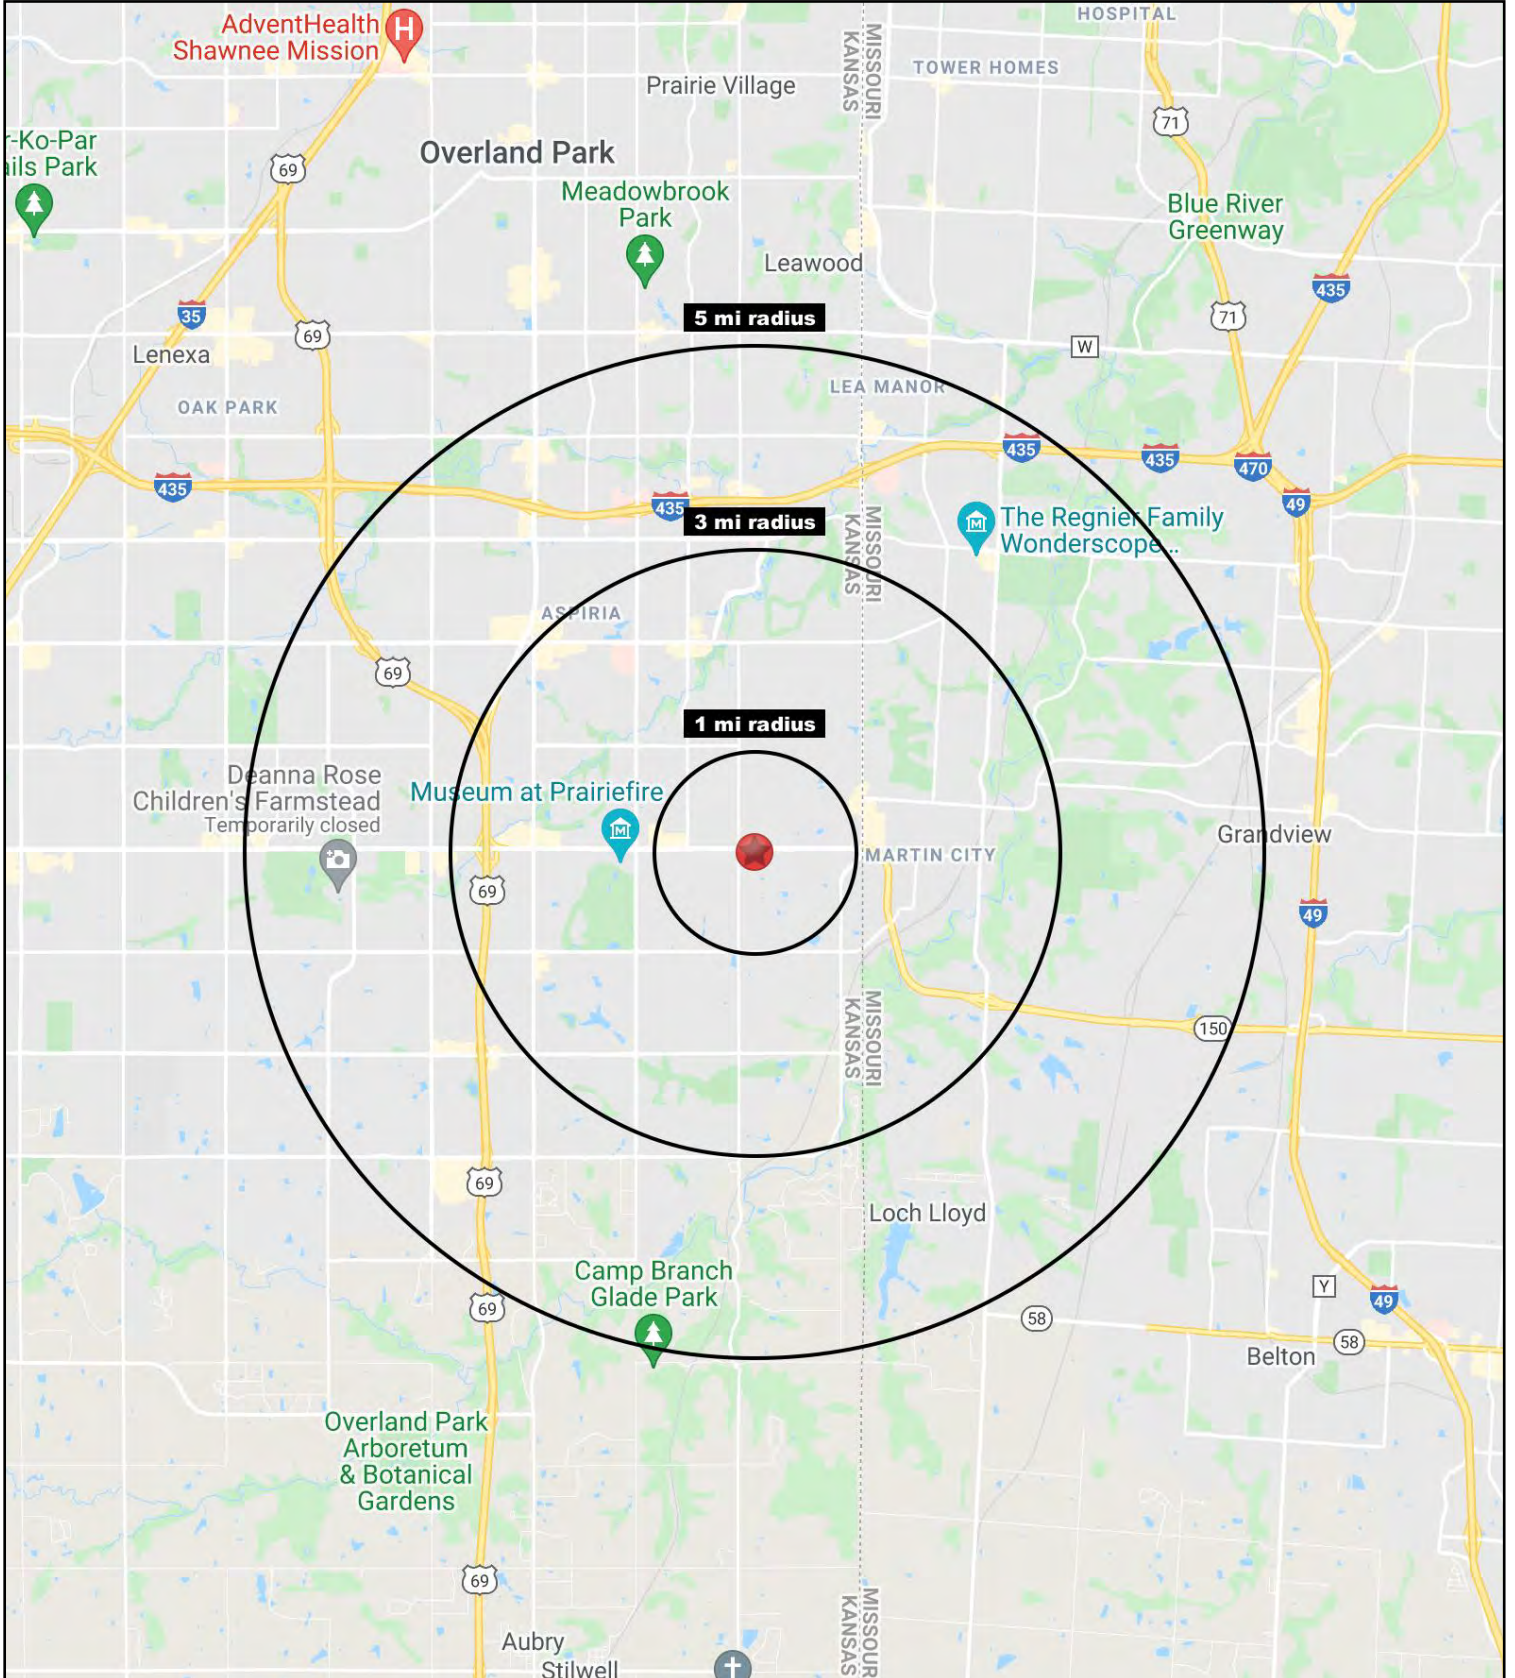 HOSPITAL
AdventHealth
Shawnee Mission
H
MISSOURI
KANSAS
TOWER HOMES
Prairie Village
71
r-Ko-Par
ails Park
Overland Park
69
Meadowbrook
Park
Blue River
Greenway
Leawood
435
35
69
5 mi radius
71
W
Lenexa
LEA MANOR
OAK PARK
435
435
470
435
49
435
3 mi radius
MISSOURI
KANSAS
The Regnier Family
Wonderscope...
ASPIRIA
69
1 mi radius
Deanna Rose
Children's Farmstead
Temporarily closed
Museum at Prairiefire
M
Grandview
MARTIN CITY
69
49
MISSOURI
KANSAS
150
69
Loch Lloyd
Camp Branch
Glade Park
69
Y
49
58
58
Belton
Overland Park
Arboretum
& Botanical
Gardens
69
MISSOUR
KANSAS
Aubry
Stilwell